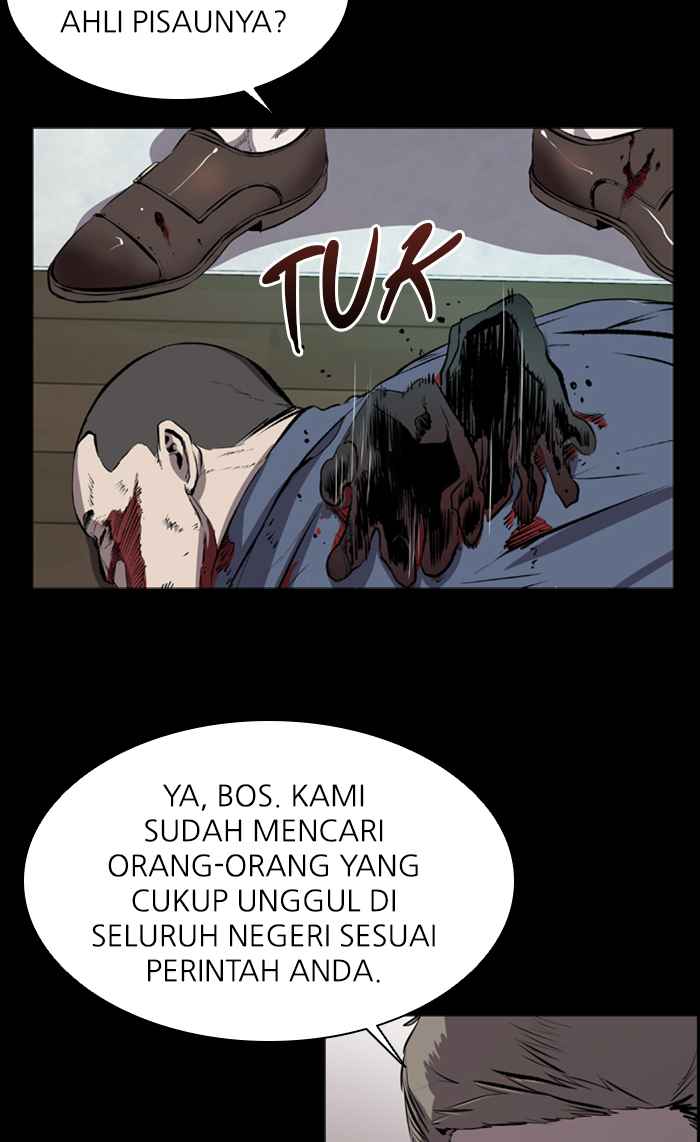 AHLI PISAUNYA?
TUK
YA, BOS. KAMI
SUDAH MENCARI
ORANG-ORANG YANG
CUKUP UNGGUL DI
SELURUH NEGERI SESUAI
PERINTAH ANDA.